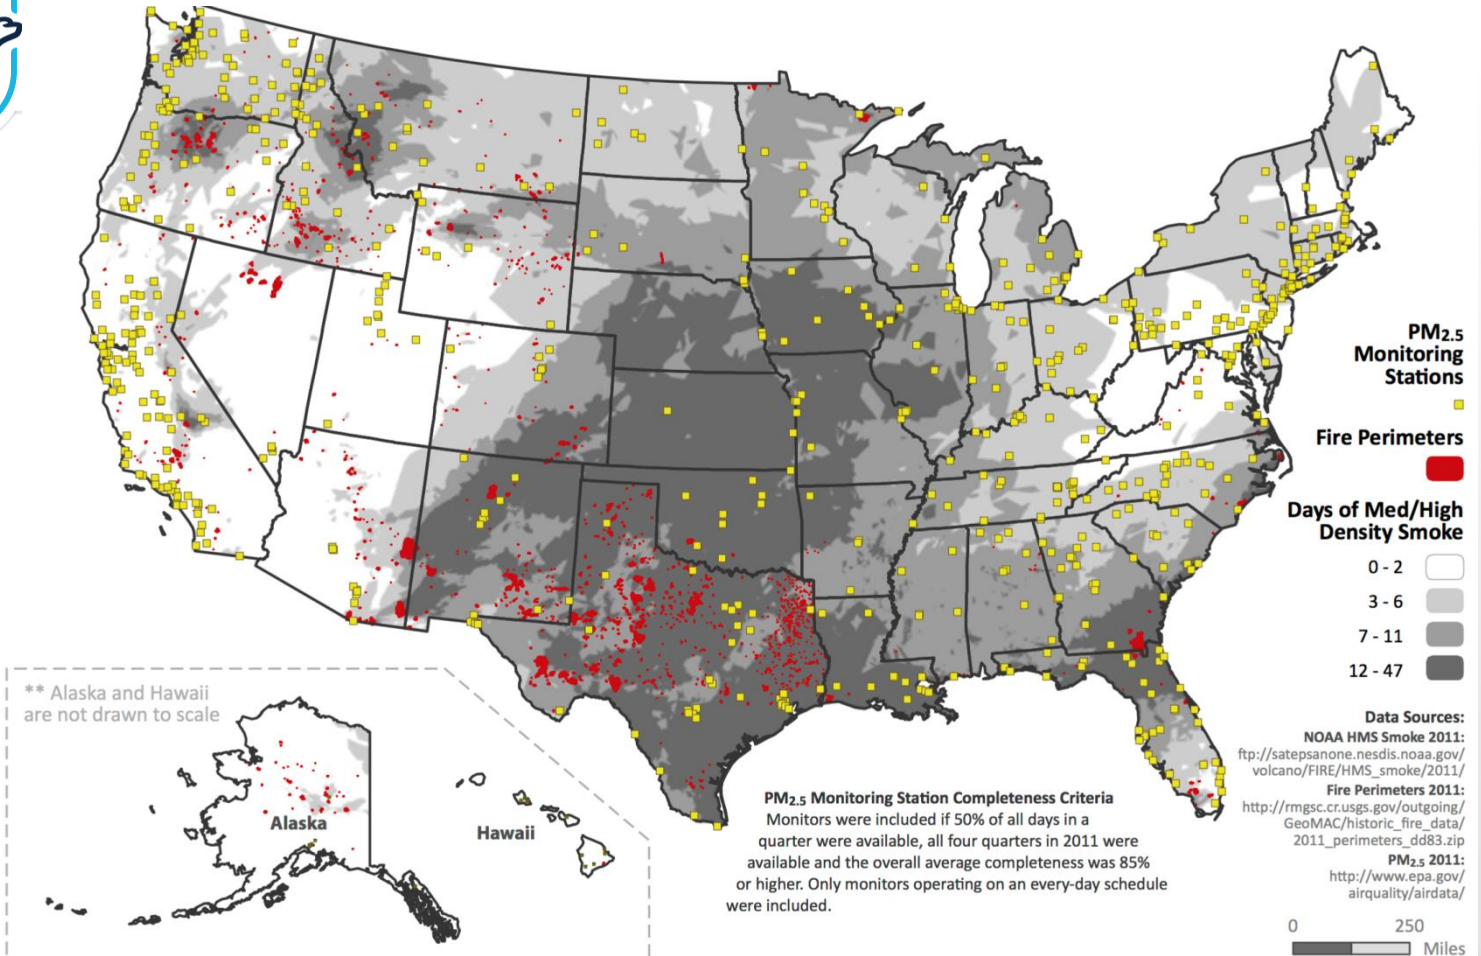 PM2.5
Monitoring
Stations
Fire Perimeters
Days of Med/High
Density Smoke
0 - 2
3 - 6
7 - 11
12 - 47
** Alaska and Hawaii
are not drawn to scale
Alaska
Hawaii
PM2.5 Monitoring Station Completeness Criteria
Monitors were included if 50% of all days in a
quarter were available, all four quarters in 2011 were
available and the overall average completeness was 85%
or higher. Only monitors operating on an every-day schedule
were included.
Data Sources:
NOAA HMS Smoke 2011:
ftp://satepsanone.nesdis.noaa.gov/
volcano/FIRE/HMS_smoke/2011/
Fire Perimeters 2011:
http://rmgsc.cr.usgs.gov/outgoing/
GeoMAC/historic_fire_data/
2011_perimeters_dd83.zip
PM2.5 2011:
http://www.epa.gov/
airquality/airdata/
0 250
Miles